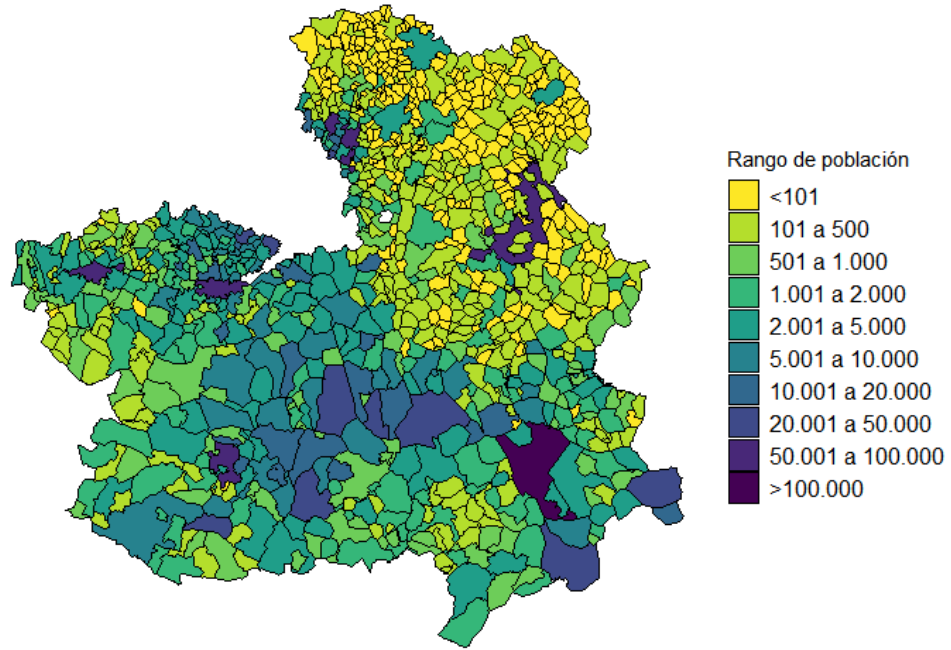 Rango de población
<101
101 a 500
501 a 1.000
1.001 a 2.000
2.001 a 5.000
5.001 a 10.000
10.001 a 20.000
20.001 a 50.000
50.001 a 100.000
>100.000